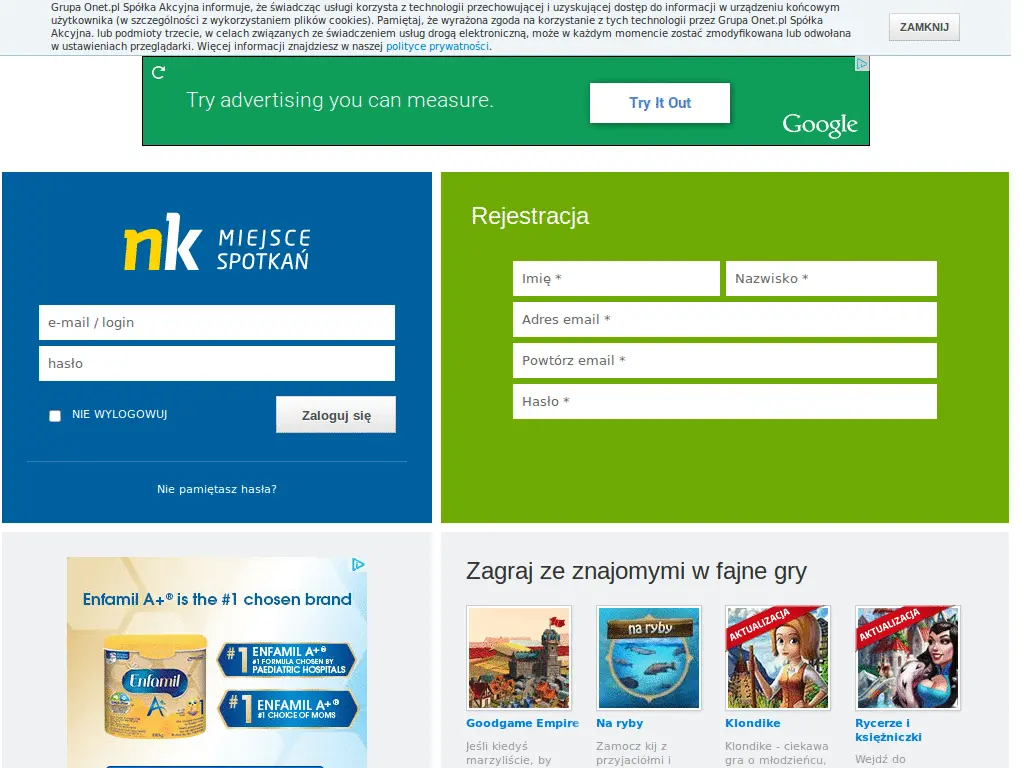 Grupa Onet.pl Spółka Akcyjna informuje, że świadcząc usługi korzysta z technologii przechowującej i uzyskującej dostęp do informacji w urządzeniu końcowym
użytkownika (w szczególności z wykorzystaniem plików cookies). Pamiętaj, że wyrażona zgoda na korzystanie z tych technologii przez Grupa Onet.pl Spółka
Akcyjna. lub podmioty trzecie, w celach związanych ze świadczeniem usług drogą elektroniczną, może w każdym momencie zostać zmodyfikowana lub odwołana
w ustawieniach przeglądarki. Więcej informacji znajdziesz w naszej polityce prywatności.
ZAMKNIJ
Try advertising you can measure.
Try It Out
Google
nk MIEJSCE
SPOTKAŃ
e-mail / login
hasło
NIE WYLOGOWUJ
Zaloguj się
Nie pamiętasz hasła?
Rejestracja
Imię *
Nazwisko *
Adres email *
Powtórz email *
Hasło *
Enfamil A+® is the #1 chosen brand
Enfamil
A+
1
#1 ENFAMIL A+®
#1 FORMULA CHOSEN BY
PAEDIATRIC HOSPITALS
#1 ENFAMIL A+®
#1 CHOICE OF MOMS
Zagraj ze znajomymi w fajne gry
na ryby
AKTUALIZACJA
AKTUALIZACJA
Goodgame Empire
Jeśli kiedyś
marzyliście, by
Na ryby
Zamocz kij z
przyjaciółmi i
Klondike
Klondike - ciekawa
gra o młodzieńcu,
Rycerze i
księżniczki
Wejdź do